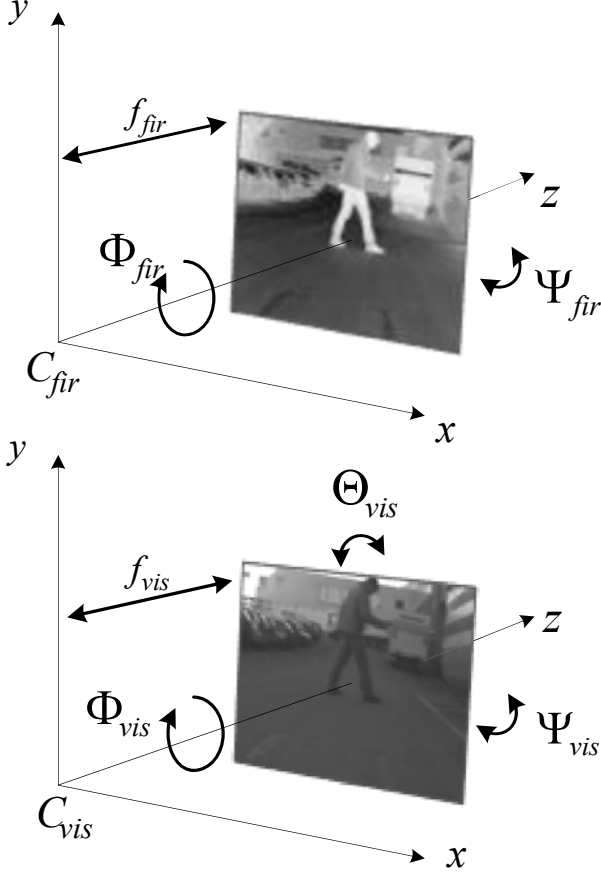 y
f_fir
z
Φ_fir
Ψ_fir
C_fir
x
y
Θ_vis
f_vis
z
Φ_vis
Ψ_vis
C_vis
x